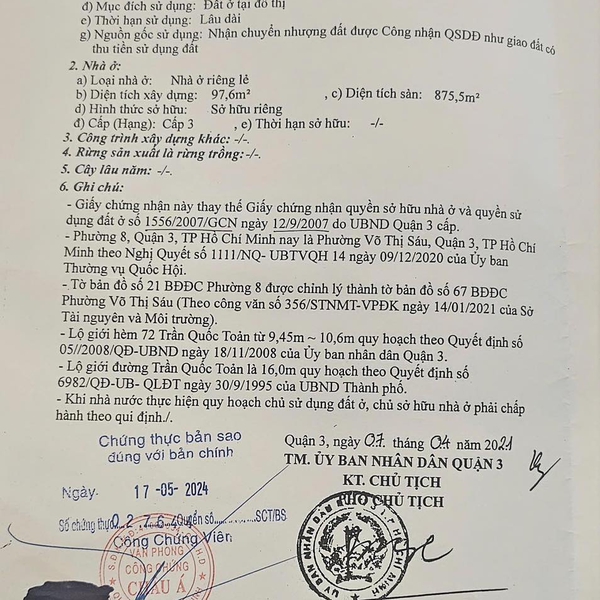 đ) Mục đích sử dụng: Đất ở tại đô thị
e) Thời hạn sử dụng: Lâu dài
g) Nguồn gốc sử dụng: Nhận chuyển nhượng đất được Công nhận QSDĐ như giao đất có
thu tiền sử dụng đất
2. Nhà ở:
a) Loại nhà ở: Nhà ở riêng lẻ
b) Diện tích xây dựng: 97,6m² , c) Diện tích sàn: 875,5m²
d) Hình thức sở hữu: Sở hữu riêng
đ) Cấp (Hạng): Cấp 3 , e) Thời hạn sở hữu: -/-
3. Công trình xây dựng khác: -/-.
4. Rừng sản xuất là rừng trồng:-/-.
5. Cây lâu năm: -/-.
6. Ghi chú:
- Giấy chứng nhận này thay thế Giấy chứng nhận quyền sở hữu nhà ở và quyền sử
dụng đất ở số 1556/2007/GCN ngày 12/9/2007 do UBND Quận 3 cấp.
- Phường 8, Quận 3, TP Hồ Chí Minh nay là Phường Võ Thị Sáu, Quận 3, TP Hồ Chí
Minh theo Nghị Quyết số 1111/NQ- UBTVQH 14 ngày 09/12/2020 của Ủy ban
Thường vụ Quốc Hội.
- Tờ bản đồ số 21 BĐĐC Phường 8 được chỉnh lý thành tờ bản đồ số 67 BĐĐC
Phường Võ Thị Sáu (Theo công văn số 356/STNMT-VPĐK ngày 14/01/2021 của Sở
Tài nguyên và Môi trường).
- Lộ giới hẻm 72 Trần Quốc Toản từ 9,45m ~ 10,6m quy hoạch theo Quyết định số
05//2008/QĐ-UBND ngày 18/11/2008 của Ủy ban nhân dân Quận 3.
- Lộ giới đường Trần Quốc Toản là 16,0m quy hoạch theo Quyết định số
6982/QĐ-UB- QLĐT ngày 30/9/1995 của UBND Thành phố.
- Khi nhà nước thực hiện quy hoạch chủ sử dụng đất ở, chủ sở hữu nhà ở phải chấp
hành theo qui định./.
Chứng thực bản sao
đúng với bản chính
Ngày: 17-05-2024
Số chứng thực Quyển số SCT/BS
Công Chứng Viên
VĂN PHÒNG
CÔNG CHỨNG
CHÂU Á
Quận 3, ngày 07 tháng 04 năm 2021
TM. ỦY BAN NHÂN DÂN QUẬN 3
KT. CHỦ TỊCH
PHÓ CHỦ TỊCH